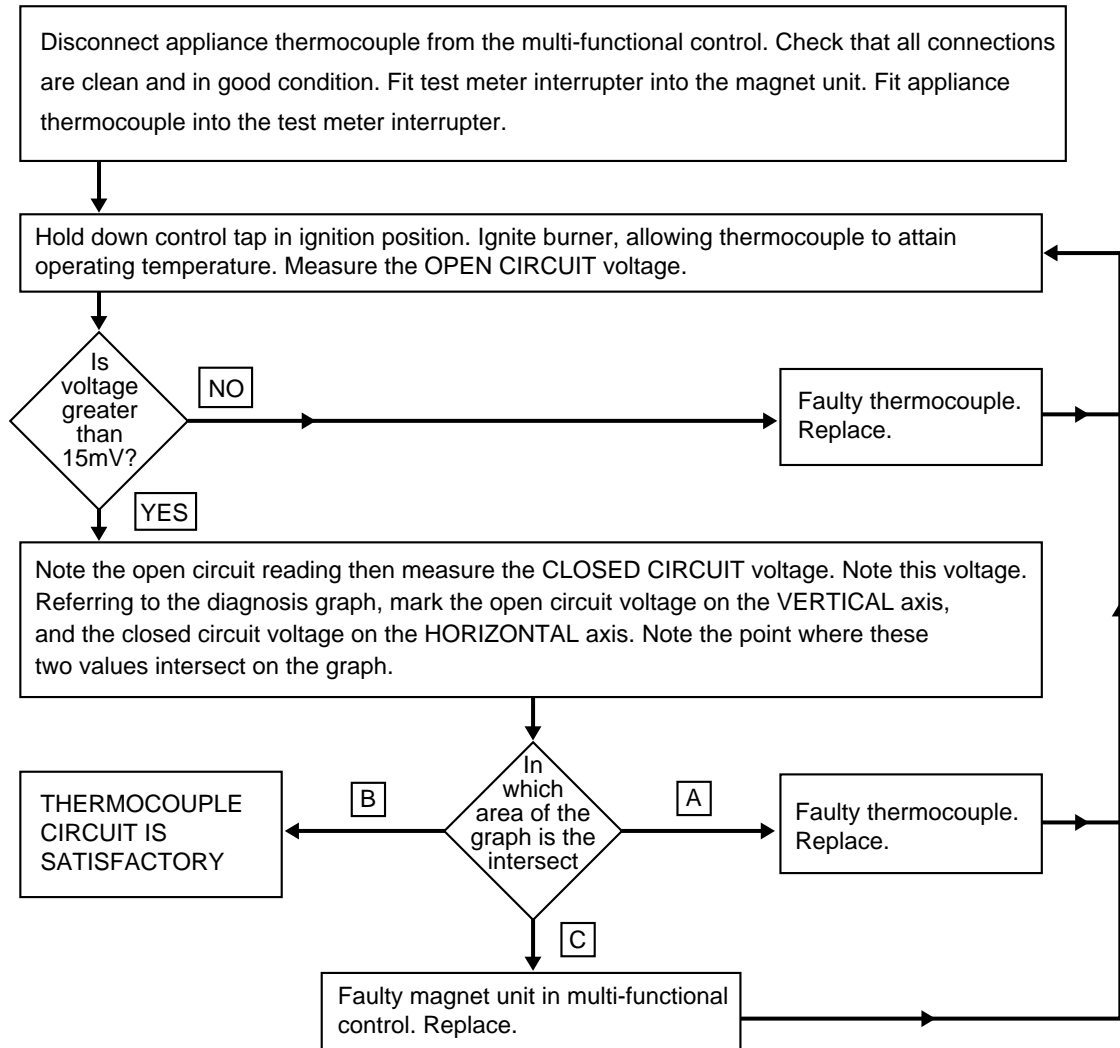 Disconnect appliance thermocouple from the multi-functional control. Check that all connections
are clean and in good condition. Fit test meter interrupter into the magnet unit. Fit appliance
thermocouple into the test meter interrupter.
Hold down control tap in ignition position. Ignite burner, allowing thermocouple to attain
operating temperature. Measure the OPEN CIRCUIT voltage.
Is
voltage
greater
than
15mV?
NO
Faulty thermocouple.
Replace.
YES
Note the open circuit reading then measure the CLOSED CIRCUIT voltage. Note this voltage.
Referring to the diagnosis graph, mark the open circuit voltage on the VERTICAL axis,
and the closed circuit voltage on the HORIZONTAL axis. Note the point where these
two values intersect on the graph.
In
which
area of the
graph is the
intersect
B
THERMOCOUPLE
CIRCUIT IS
SATISFACTORY
A
Faulty thermocouple.
Replace.
C
Faulty magnet unit in multi-functional
control. Replace.